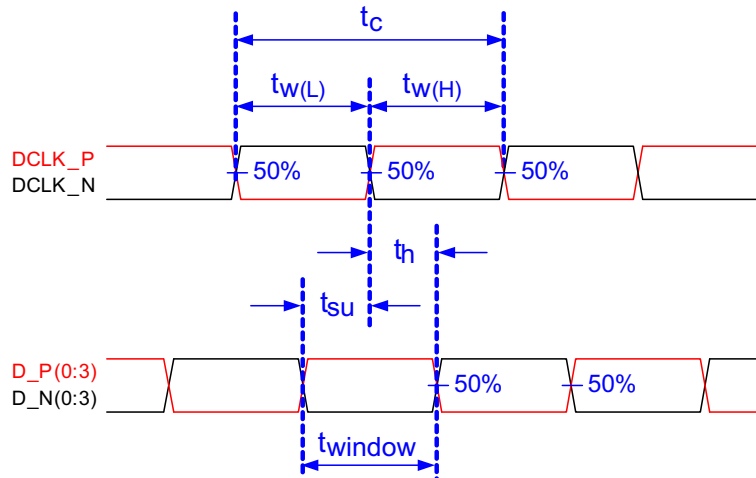 tc
tw(L) tw(H)
DCLK_P
DCLK_N
50% 50% 50%
th
tsu
D_P(0:3)
D_N(0:3)
50% 50%
twindow